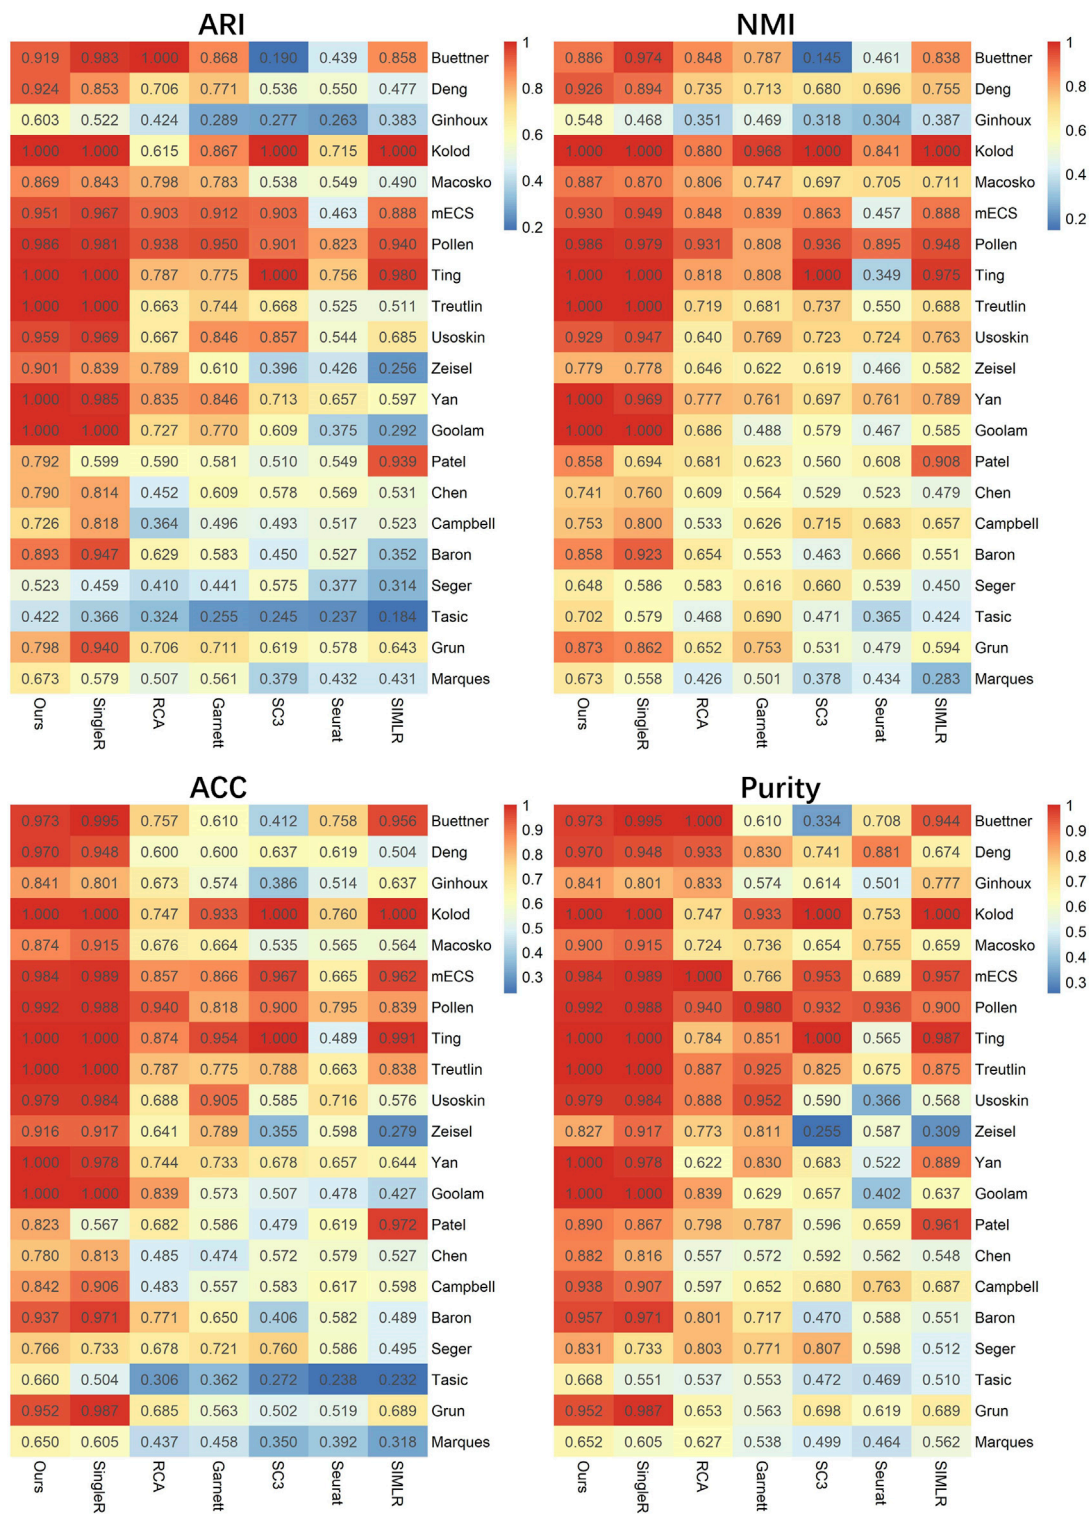 ARI
0.919 0.983 1.000 0.868 0.190 0.439 0.858 Buettner
0.924 0.853 0.706 0.771 0.536 0.550 0.477 Deng
0.603 0.522 0.424 0.289 0.277 0.263 0.383 Ginhoux
1.000 1.000 0.615 0.867 1.000 0.715 1.000 Kolod
0.869 0.843 0.798 0.783 0.538 0.549 0.490 Macosko
0.951 0.967 0.903 0.912 0.903 0.463 0.888 mECS
0.986 0.981 0.938 0.950 0.901 0.823 0.940 Pollen
1.000 1.000 0.787 0.775 1.000 0.756 0.980 Ting
1.000 1.000 0.663 0.744 0.668 0.525 0.511 Treutlin
0.959 0.969 0.667 0.846 0.857 0.544 0.685 Usoskin
0.901 0.839 0.789 0.610 0.396 0.426 0.256 Zeisel
1.000 0.985 0.835 0.846 0.713 0.657 0.597 Yan
1.000 1.000 0.727 0.770 0.609 0.375 0.292 Goolam
0.792 0.599 0.590 0.581 0.510 0.549 0.939 Patel
0.790 0.814 0.452 0.609 0.578 0.569 0.531 Chen
0.726 0.818 0.364 0.496 0.493 0.517 0.523 Campbell
0.893 0.947 0.629 0.583 0.450 0.527 0.352 Baron
0.523 0.459 0.410 0.441 0.575 0.377 0.314 Seger
0.422 0.366 0.324 0.255 0.245 0.237 0.184 Tasic
0.798 0.940 0.706 0.711 0.619 0.578 0.643 Grun
0.673 0.579 0.507 0.561 0.379 0.432 0.431 Marques
Ours SingleR RCA Garnett SC3 Seurat SIMLR
1
0.8
0.6
0.4
0.2
NMI
0.886 0.974 0.848 0.787 0.145 0.461 0.838 Buettner
0.926 0.894 0.735 0.713 0.680 0.696 0.755 Deng
0.548 0.468 0.351 0.469 0.318 0.304 0.387 Ginhoux
1.000 1.000 0.880 0.968 1.000 0.841 1.000 Kolod
0.887 0.870 0.806 0.747 0.697 0.705 0.711 Macosko
0.930 0.949 0.848 0.839 0.863 0.457 0.888 mECS
0.986 0.979 0.931 0.808 0.936 0.895 0.948 Pollen
1.000 1.000 0.818 0.808 1.000 0.349 0.975 Ting
1.000 1.000 0.719 0.681 0.737 0.550 0.688 Treutlin
0.929 0.947 0.640 0.769 0.723 0.724 0.763 Usoskin
0.779 0.778 0.646 0.622 0.619 0.466 0.582 Zeisel
1.000 0.969 0.777 0.761 0.697 0.761 0.789 Yan
1.000 1.000 0.686 0.488 0.579 0.467 0.585 Goolam
0.858 0.694 0.681 0.623 0.560 0.608 0.908 Patel
0.741 0.760 0.609 0.564 0.529 0.523 0.479 Chen
0.753 0.800 0.533 0.626 0.715 0.683 0.657 Campbell
0.858 0.923 0.654 0.553 0.463 0.666 0.551 Baron
0.648 0.586 0.583 0.616 0.660 0.539 0.450 Seger
0.702 0.579 0.468 0.690 0.471 0.365 0.424 Tasic
0.873 0.862 0.652 0.753 0.531 0.479 0.594 Grun
0.673 0.558 0.426 0.501 0.378 0.434 0.283 Marques
Ours SingleR RCA Garnett SC3 Seurat SIMLR
1
0.8
0.6
0.4
0.2
ACC
0.973 0.995 0.757 0.610 0.412 0.758 0.956 Buettner
0.970 0.948 0.600 0.600 0.637 0.619 0.504 Deng
0.841 0.801 0.673 0.574 0.386 0.514 0.637 Ginhoux
1.000 1.000 0.747 0.933 1.000 0.760 1.000 Kolod
0.874 0.915 0.676 0.664 0.535 0.565 0.564 Macosko
0.984 0.989 0.857 0.866 0.967 0.665 0.962 mECS
0.992 0.988 0.940 0.818 0.900 0.795 0.839 Pollen
1.000 1.000 0.874 0.954 1.000 0.489 0.991 Ting
1.000 1.000 0.787 0.775 0.788 0.663 0.838 Treutlin
0.979 0.984 0.688 0.905 0.585 0.716 0.576 Usoskin
0.916 0.917 0.641 0.789 0.355 0.598 0.279 Zeisel
1.000 0.978 0.744 0.733 0.678 0.657 0.644 Yan
1.000 1.000 0.839 0.573 0.507 0.478 0.427 Goolam
0.823 0.567 0.682 0.586 0.479 0.619 0.972 Patel
0.780 0.813 0.485 0.474 0.572 0.579 0.527 Chen
0.842 0.906 0.483 0.557 0.583 0.617 0.598 Campbell
0.937 0.971 0.771 0.650 0.406 0.582 0.489 Baron
0.766 0.733 0.678 0.721 0.760 0.586 0.495 Seger
0.660 0.504 0.306 0.362 0.272 0.238 0.232 Tasic
0.952 0.987 0.685 0.563 0.502 0.519 0.689 Grun
0.650 0.605 0.437 0.458 0.350 0.392 0.318 Marques
Ours SingleR RCA Garnett SC3 Seurat SIMLR
1
0.9
0.8
0.7
0.6
0.5
0.4
0.3
Purity
0.973 0.995 1.000 0.610 0.334 0.708 0.944 Buettner
0.970 0.948 0.933 0.830 0.741 0.881 0.674 Deng
0.841 0.801 0.833 0.574 0.614 0.501 0.777 Ginhoux
1.000 1.000 0.747 0.933 1.000 0.753 1.000 Kolod
0.900 0.915 0.724 0.736 0.654 0.755 0.659 Macosko
0.984 0.989 1.000 0.766 0.953 0.689 0.957 mECS
0.992 0.988 0.940 0.980 0.932 0.936 0.900 Pollen
1.000 1.000 0.784 0.851 1.000 0.565 0.987 Ting
1.000 1.000 0.887 0.925 0.825 0.675 0.875 Treutlin
0.979 0.984 0.888 0.952 0.590 0.366 0.568 Usoskin
0.827 0.917 0.773 0.811 0.255 0.587 0.309 Zeisel
1.000 0.978 0.622 0.830 0.683 0.522 0.889 Yan
1.000 1.000 0.839 0.629 0.657 0.402 0.637 Goolam
0.890 0.867 0.798 0.787 0.596 0.659 0.961 Patel
0.882 0.816 0.557 0.572 0.592 0.562 0.548 Chen
0.938 0.907 0.597 0.652 0.680 0.763 0.687 Campbell
0.957 0.971 0.801 0.717 0.470 0.588 0.551 Baron
0.831 0.733 0.803 0.771 0.807 0.598 0.512 Seger
0.668 0.551 0.537 0.553 0.472 0.469 0.510 Tasic
0.952 0.987 0.653 0.563 0.698 0.619 0.689 Grun
0.652 0.605 0.627 0.538 0.499 0.464 0.562 Marques
Ours SingleR RCA Garnett SC3 Seurat SIMLR
1
0.9
0.8
0.7
0.6
0.5
0.4
0.3